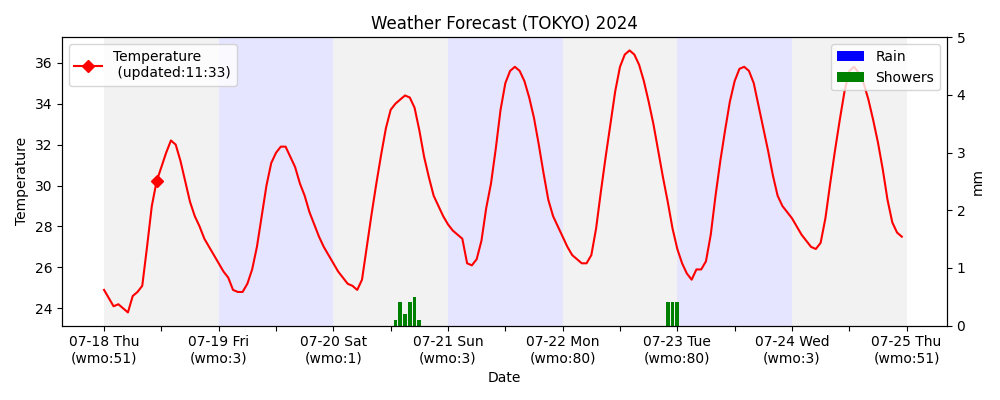 Weather Forecast (TOKYO) 2024
Temperature
(updated:11:33)
Rain
Showers
Temperature
36
34
32
30
28
26
24
5
4
3
2
1
0
mm
07-18 Thu
(wmo:51)
07-19 Fri
(wmo:3)
07-20 Sat
(wmo:1)
07-21 Sun
(wmo:3)
07-22 Mon
(wmo:80)
07-23 Tue
(wmo:80)
07-24 Wed
(wmo:3)
07-25 Thu
(wmo:51)
Date